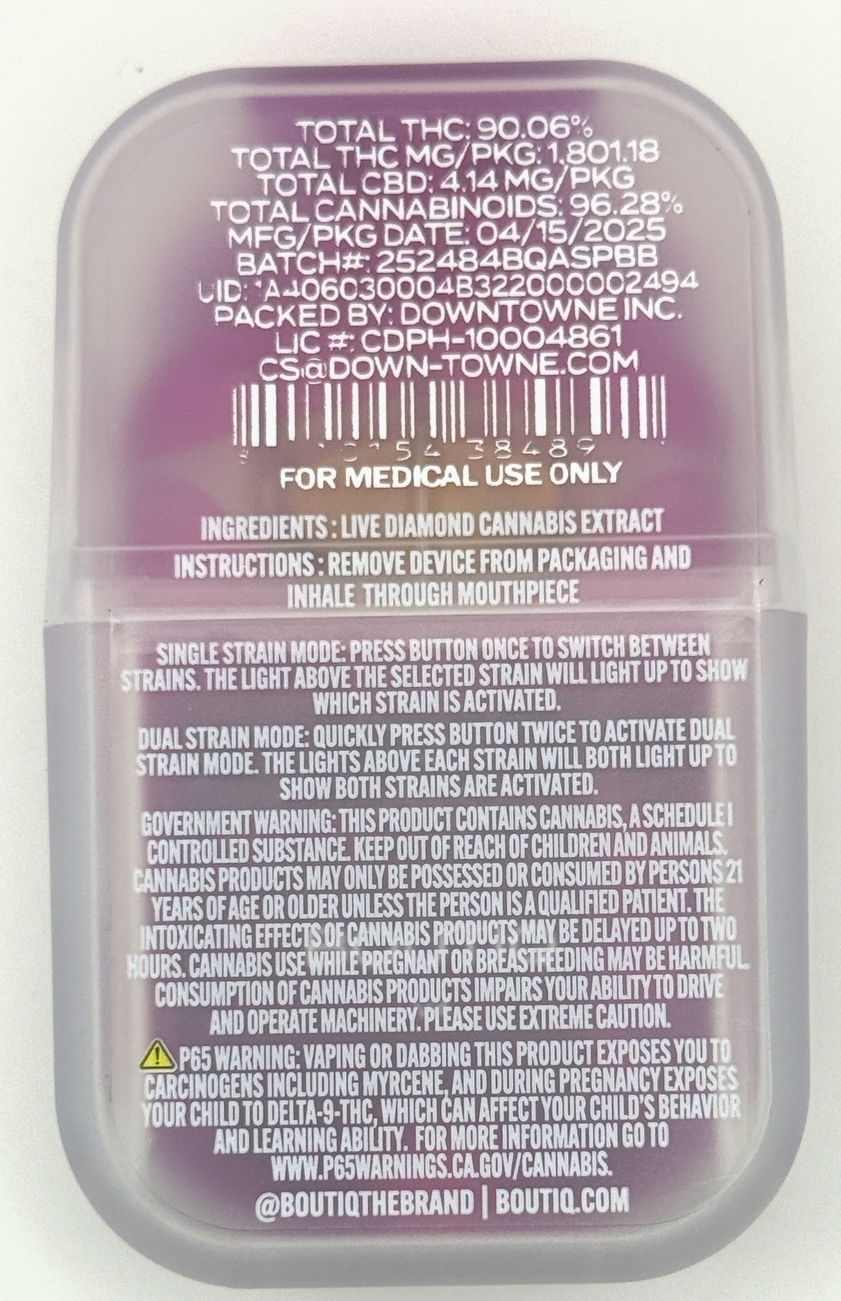 TOTAL THC: 90.06%
TOTAL THC MG/PKG: 1,801.18
TOTAL CBD: 4.14 MG/PKG
TOTAL CANNABINOIDS: 96.28%
MFG/PKG DATE: 04/15/2025
BATCH#: 252484BQASPBB
UID: 1A406030004B322000002494
PACKED BY: DOWNTOWNE INC.
LIC #: CDPH-10004861
CS@DOWN-TOWNE.COM
54 38489
FOR MEDICAL USE ONLY
INGREDIENTS : LIVE DIAMOND CANNABIS EXTRACT
INSTRUCTIONS : REMOVE DEVICE FROM PACKAGING AND
INHALE THROUGH MOUTHPIECE
SINGLE STRAIN MODE: PRESS BUTTON ONCE TO SWITCH BETWEEN
STRAINS. THE LIGHT ABOVE THE SELECTED STRAIN WILL LIGHT UP TO SHOW
WHICH STRAIN IS ACTIVATED.
DUAL STRAIN MODE: QUICKLY PRESS BUTTON TWICE TO ACTIVATE DUAL
STRAIN MODE. THE LIGHTS ABOVE EACH STRAIN WILL BOTH LIGHT UP TO
SHOW BOTH STRAINS ARE ACTIVATED.
GOVERNMENT WARNING: THIS PRODUCT CONTAINS CANNABIS, A SCHEDULE I
CONTROLLED SUBSTANCE. KEEP OUT OF REACH OF CHILDREN AND ANIMALS.
CANNABIS PRODUCTS MAY ONLY BE POSSESSED OR CONSUMED BY PERSONS 21
YEARS OF AGE OR OLDER UNLESS THE PERSON IS A QUALIFIED PATIENT. THE
INTOXICATING EFFECTS OF CANNABIS PRODUCTS MAY BE DELAYED UP TO TWO
HOURS. CANNABIS USE WHILE PREGNANT OR BREASTFEEDING MAY BE HARMFUL.
CONSUMPTION OF CANNABIS PRODUCTS IMPAIRS YOUR ABILITY TO DRIVE
AND OPERATE MACHINERY. PLEASE USE EXTREME CAUTION.
P65 WARNING: VAPING OR DABBING THIS PRODUCT EXPOSES YOU TO
CARCINOGENS INCLUDING MYRCENE, AND DURING PREGNANCY EXPOSES
YOUR CHILD TO DELTA-9-THC, WHICH CAN AFFECT YOUR CHILD'S BEHAVIOR
AND LEARNING ABILITY. FOR MORE INFORMATION GO TO
WWW.P65WARNINGS.CA.GOV/CANNABIS.
@BOUTIQTHEBRAND | BOUTIQ.COM